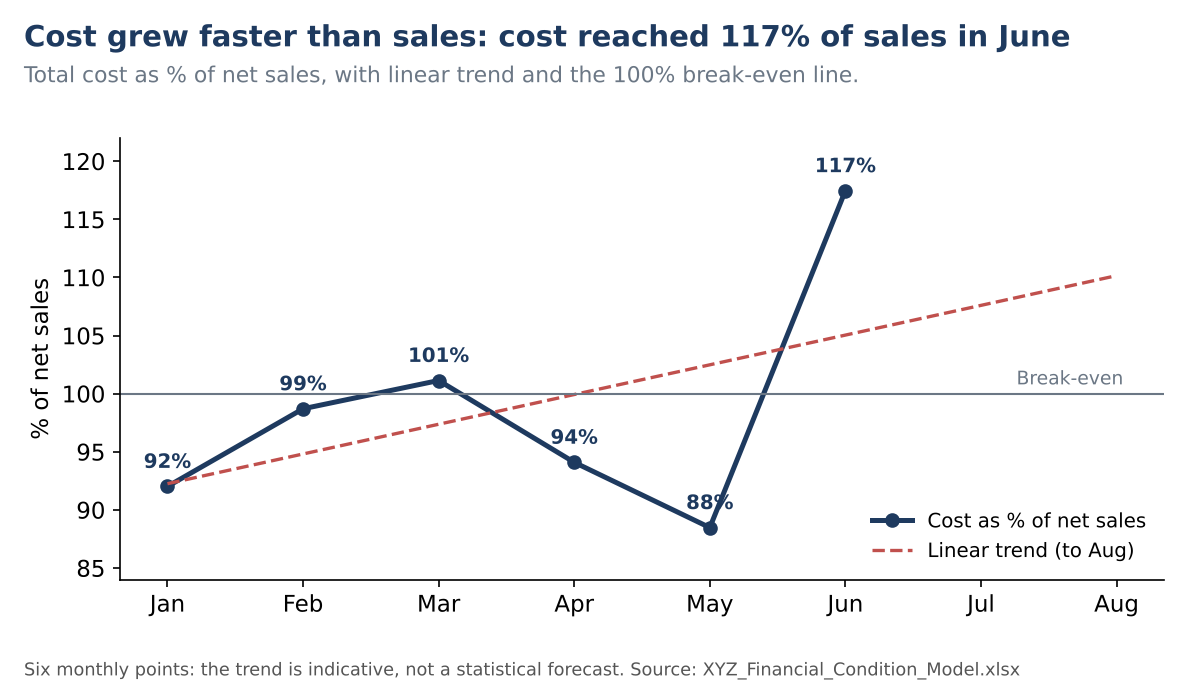 Cost grew faster than sales: cost reached 117% of sales in June
Total cost as % of net sales, with linear trend and the 100% break-even line.
% of net sales
120
115
110
105
100
95
90
85
92%
99%
101%
94%
88%
117%
Break-even
Cost as % of net sales
Linear trend (to Aug)
Jan Feb Mar Apr May Jun Jul Aug
Six monthly points: the trend is indicative, not a statistical forecast. Source: XYZ_Financial_Condition_Model.xlsx